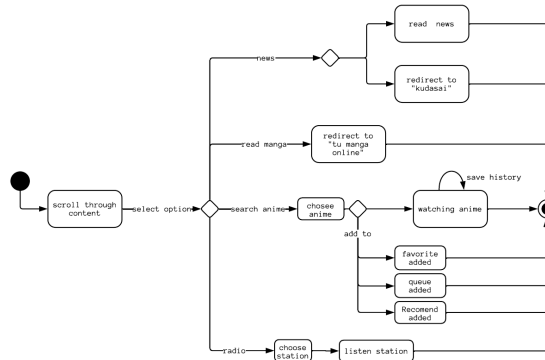 read news
news
redirect to
"kudasai"
redirect to
"tu manga
online"
read manga
save history
scroll through
content
select option
search anime
chosee
anime
watching anime
add to
favorite
added
queue
added
Recomend
added
radio
choose
station
listen station